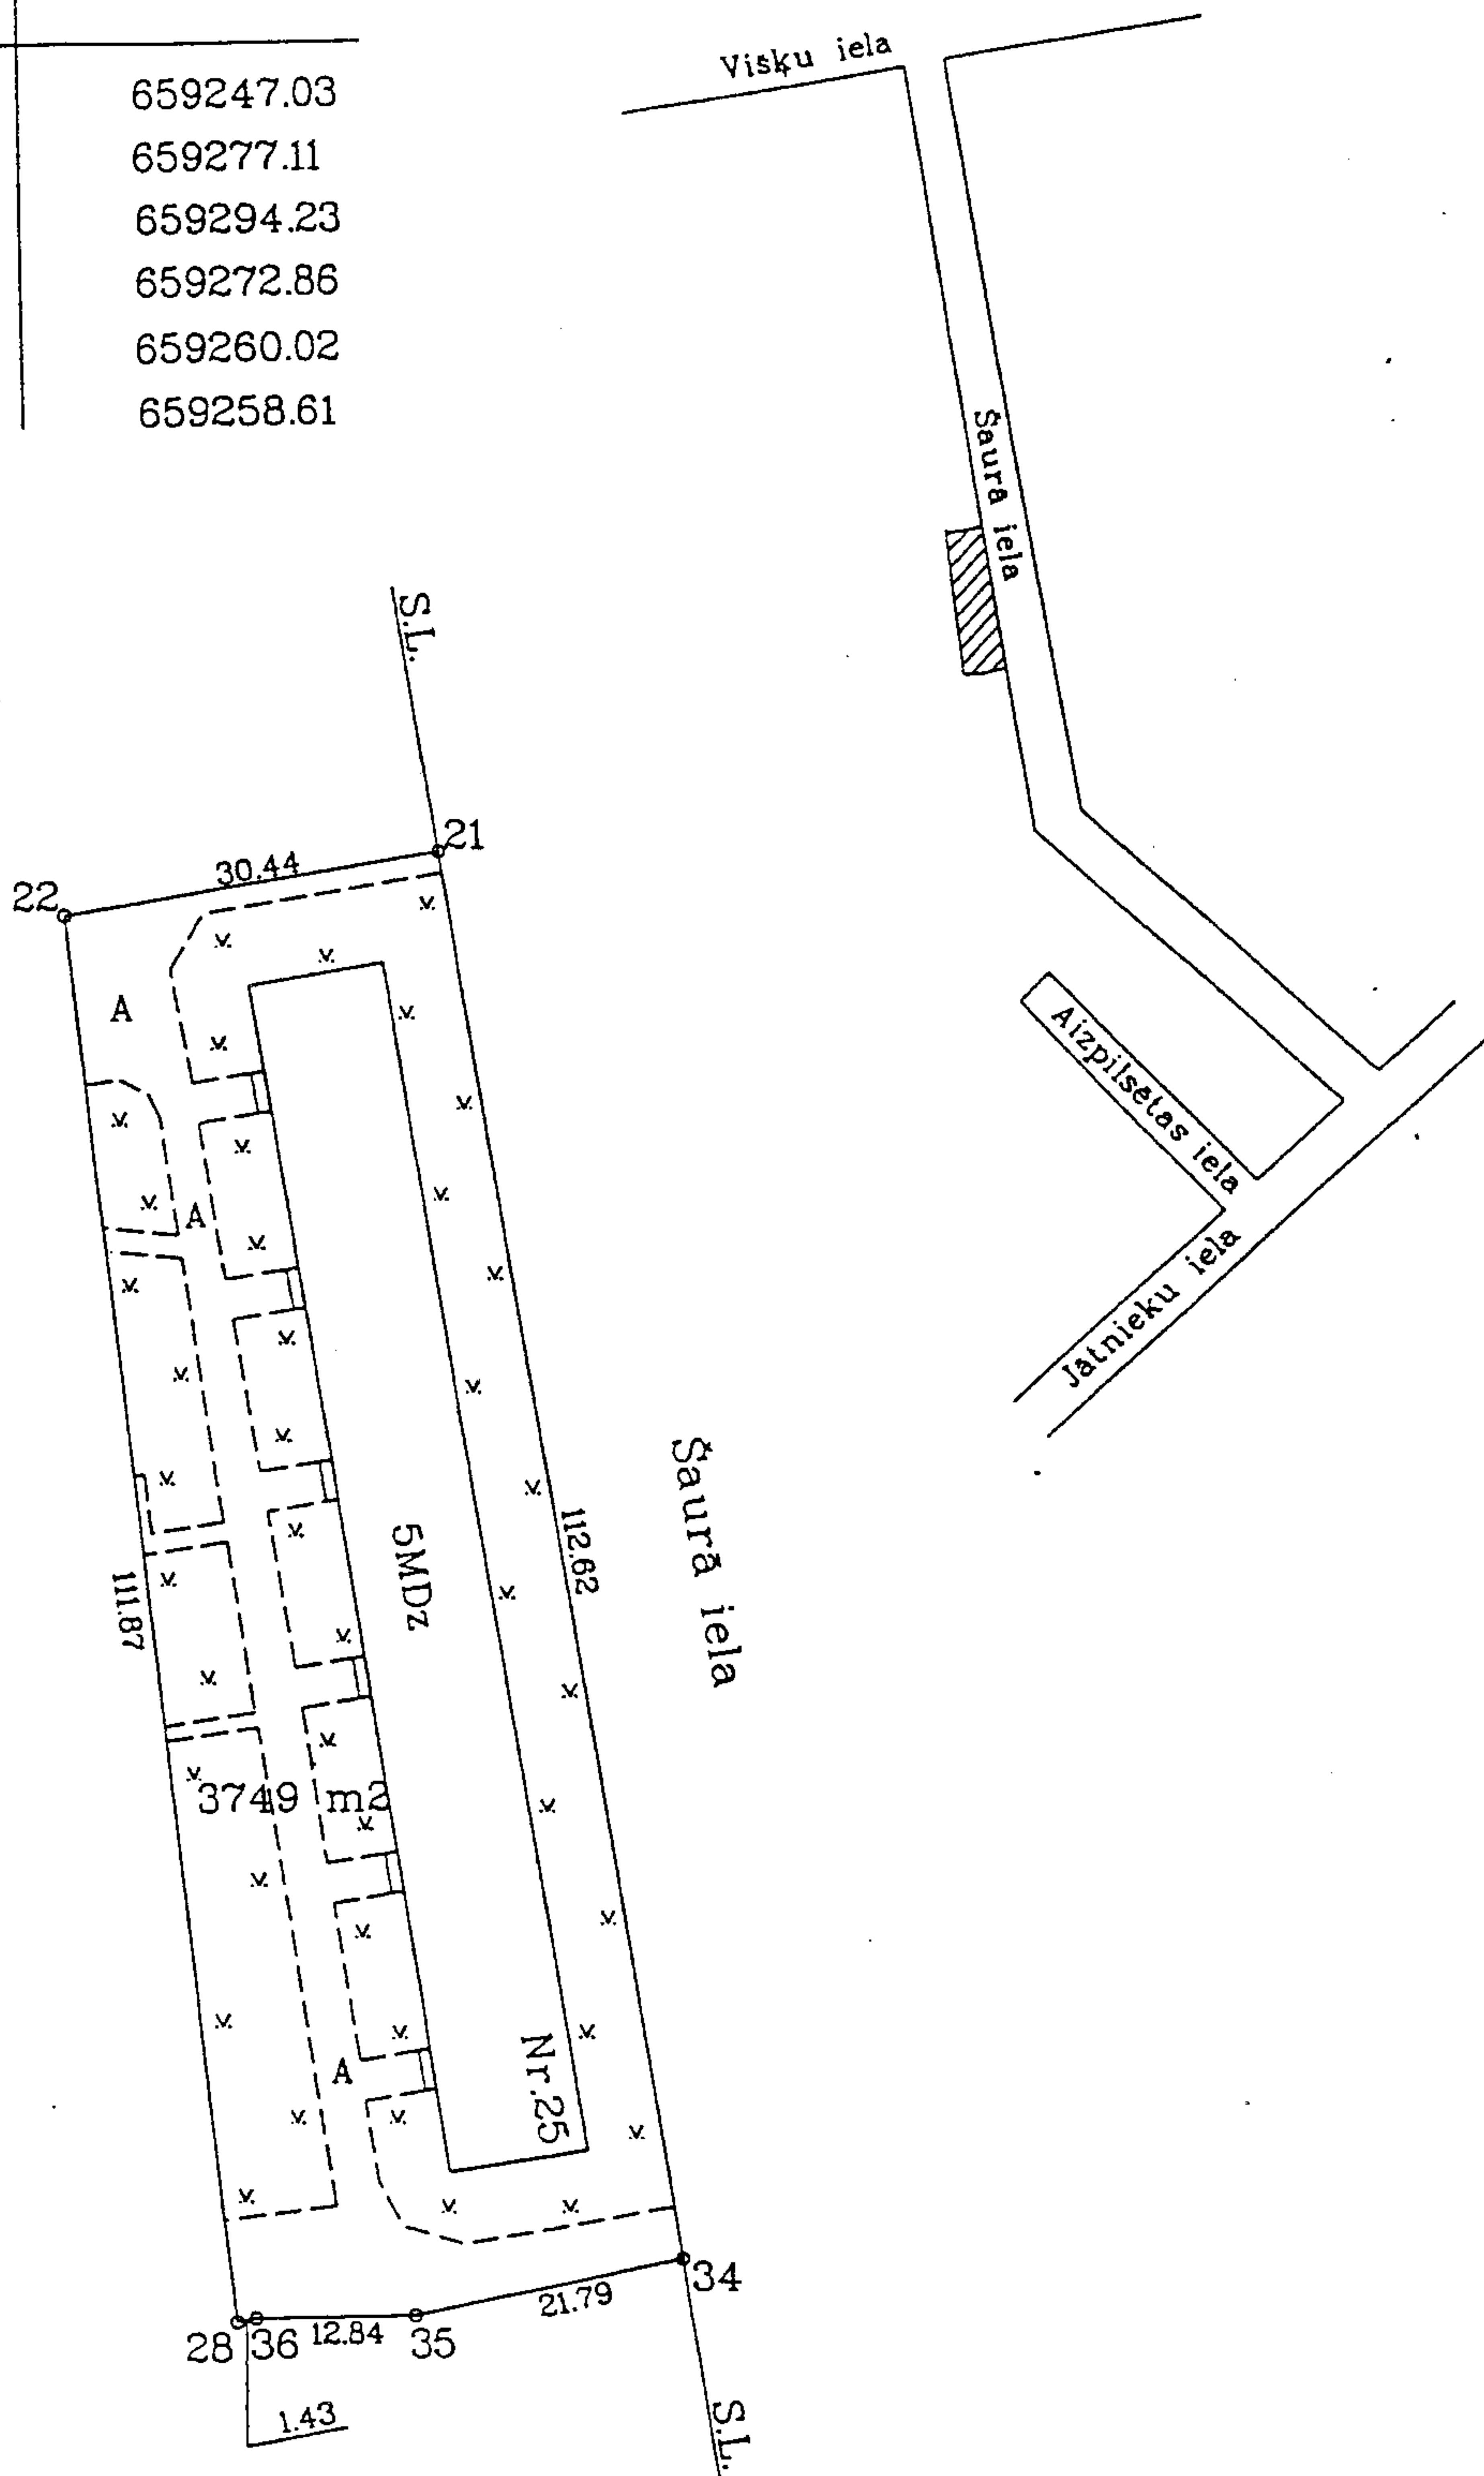 659247.03
659277.11
659294.23
659272.86
659260.02
659258.61
Višķu iela
Šaurā iela
Aizpilsētas iela
Jātnieku iela
S.L.
21
30.44
22
A
A
Šaurā iela
112.62
5MDz
111.87
3749 m2
A
Nr.25
34
21.79
28
36
12.84
35
1.43
S.L.